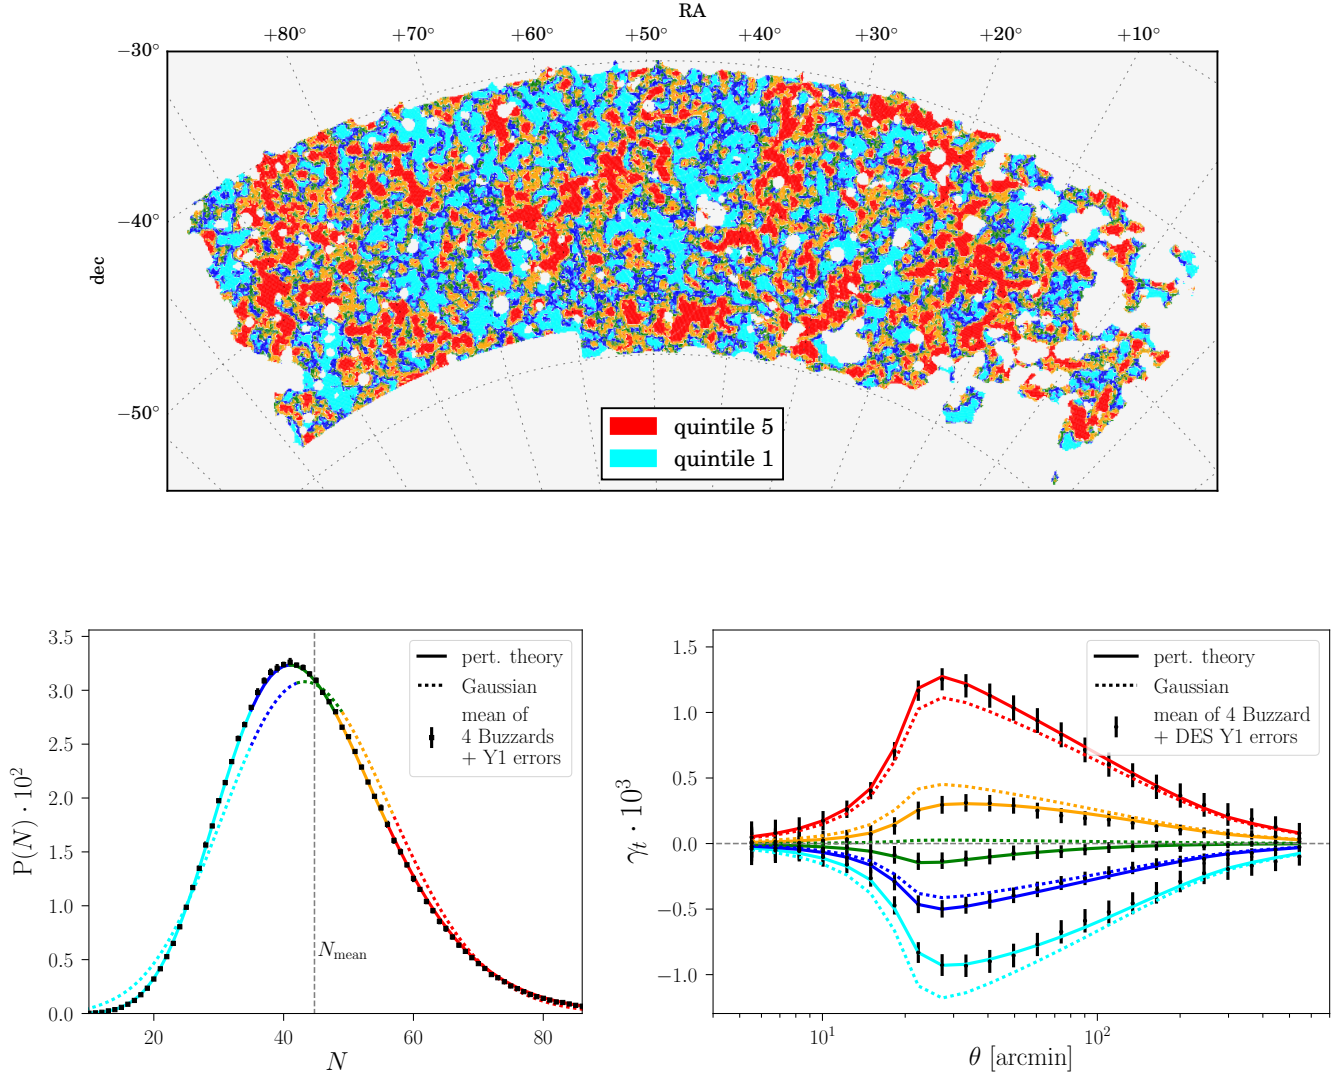 RA
+80° +70° +60° +50° +40° +30° +20° +10°
−30°
−40°
−50°
dec
quintile 5
quintile 1
3.5
3.0
2.5
2.0
1.5
1.0
0.5
0.0
P(N) · 10²
20 40 60 80
N
pert. theory
Gaussian
mean of
4 Buzzards
+ Y1 errors
N_mean
1.5
1.0
0.5
0.0
−0.5
−1.0
γ_t · 10³
10¹ 10²
θ [arcmin]
pert. theory
Gaussian
mean of 4 Buzzard
+ DES Y1 errors